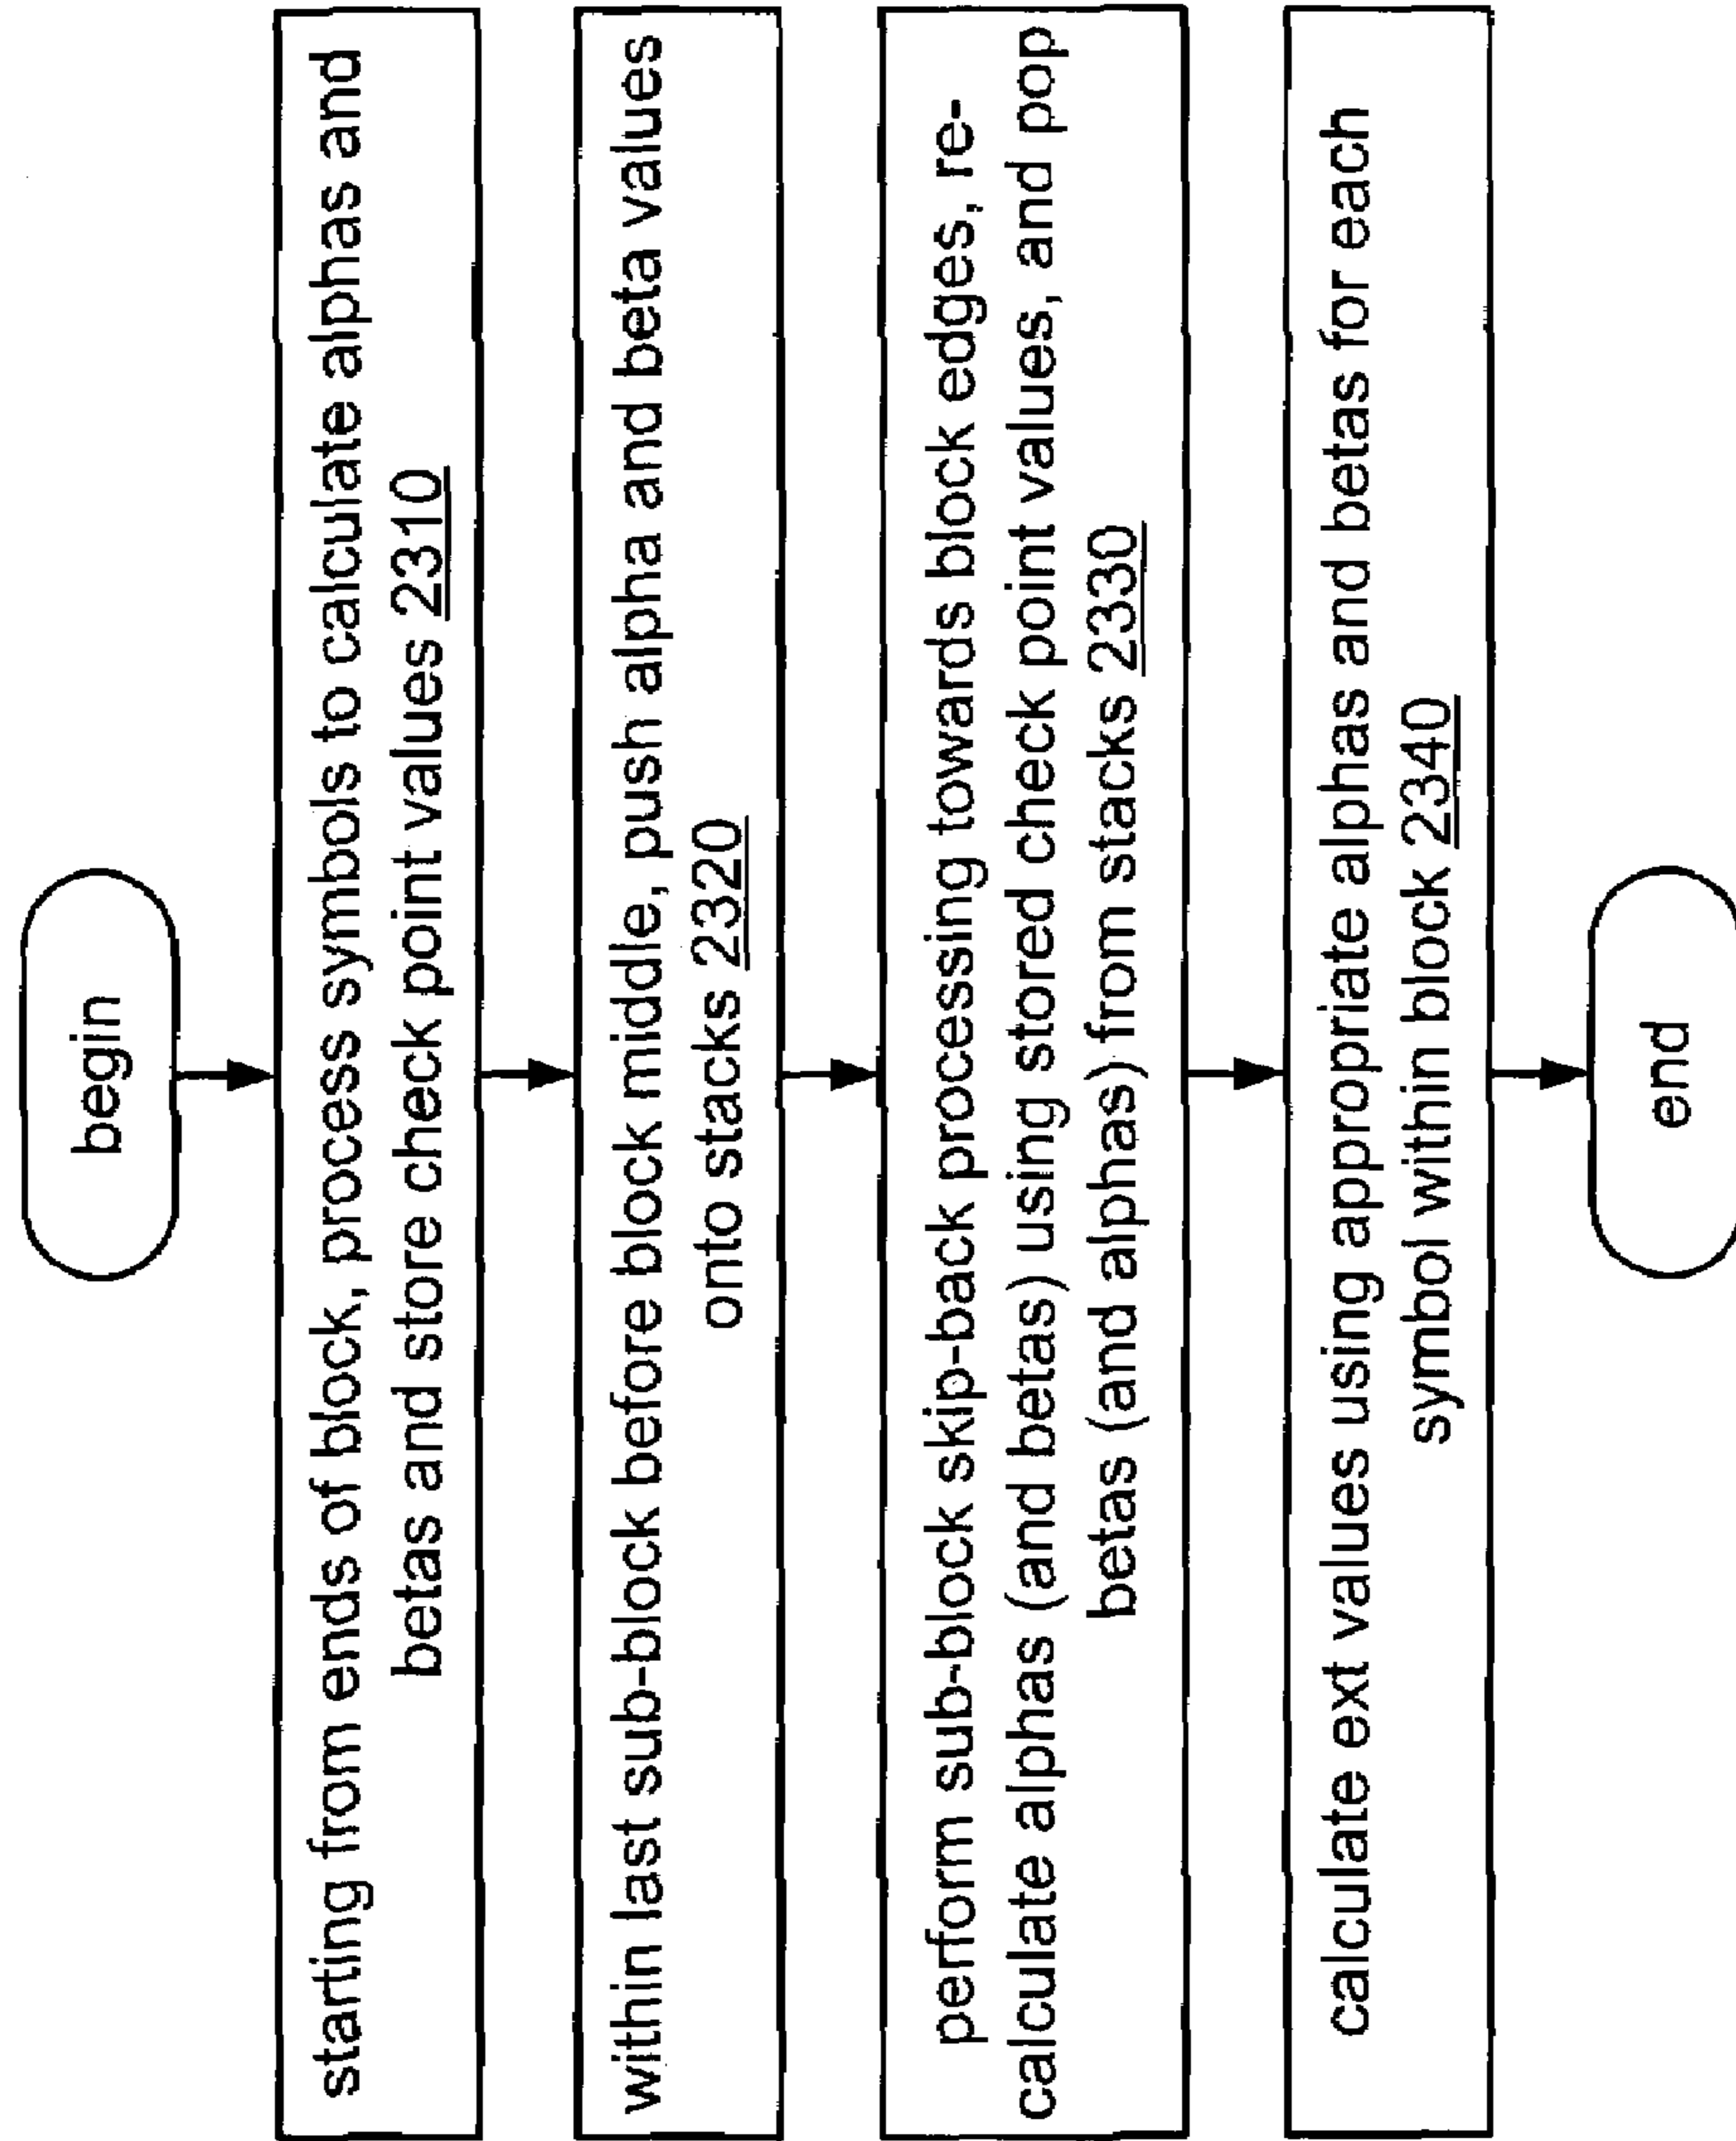 begin
starting from ends of block, process symbols to calculate alphas and
betas and store check point values 2310
within last sub-block before block middle, push alpha and beta values
onto stacks 2320
perform sub-block skip-back processing towards block edges, re-
calculate alphas (and betas) using stored check point values, and pop
betas (and alphas) from stacks 2330
calculate ext values using appropriate alphas and betas for each
symbol within block 2340
end